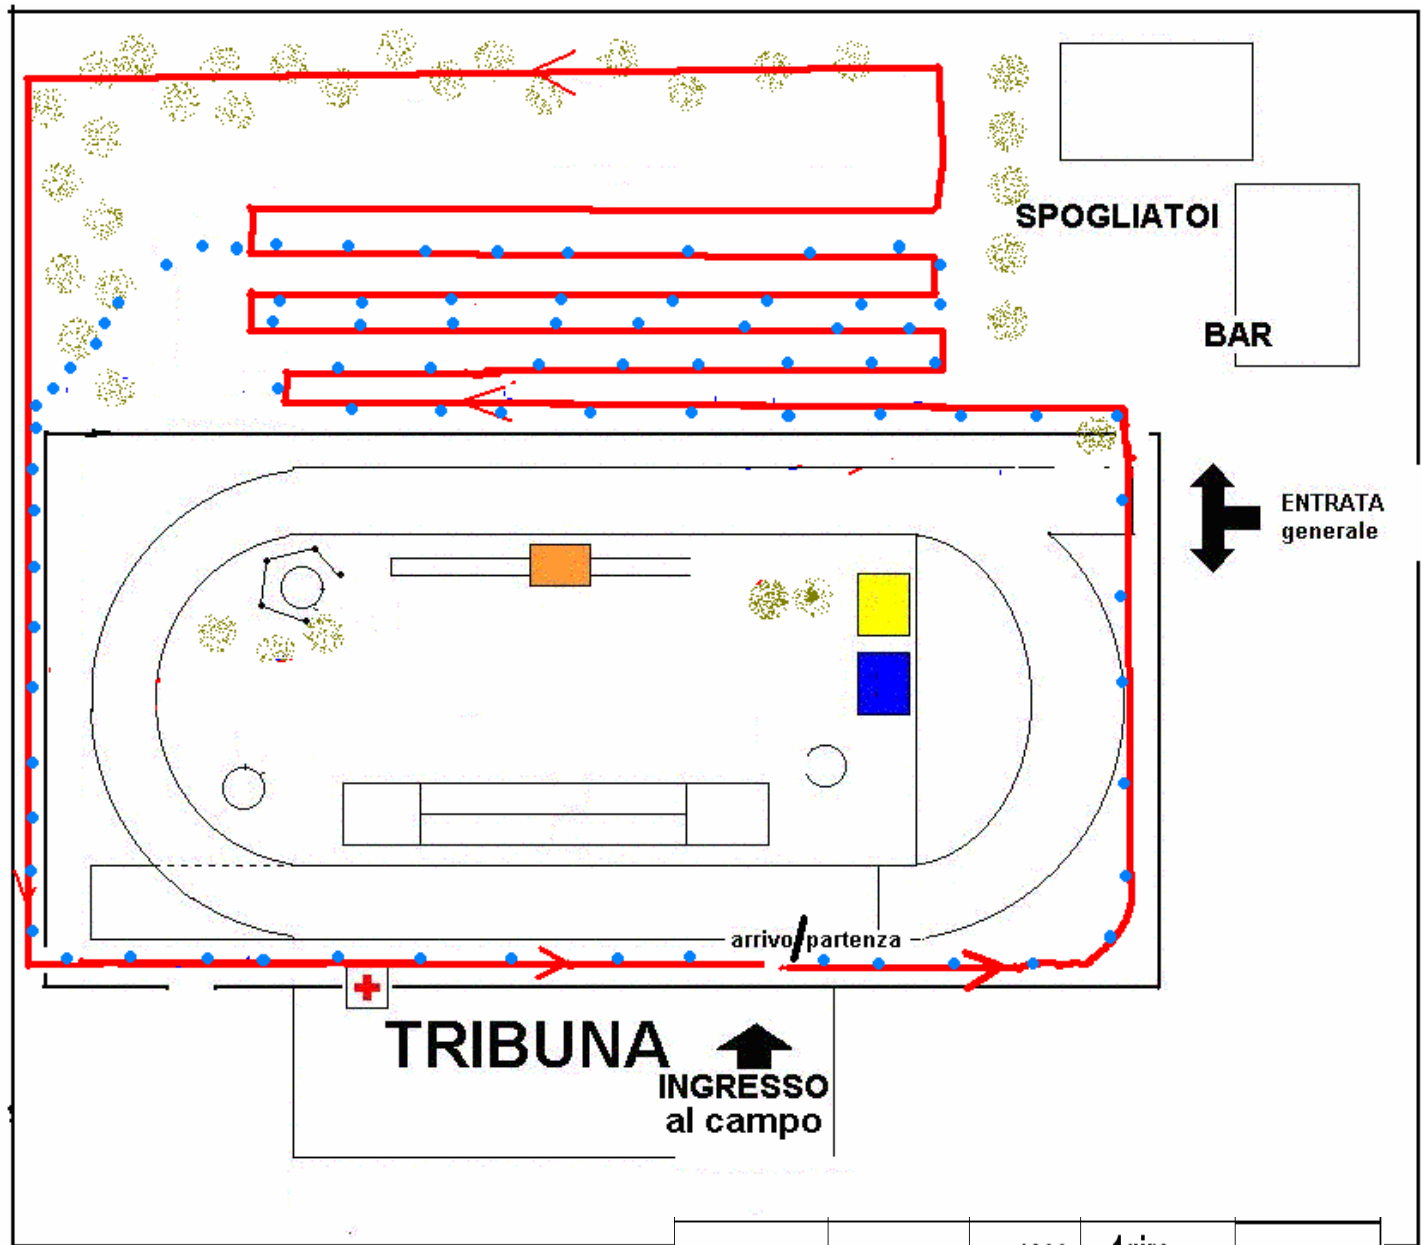 SPOGLIATOI
BAR
ENTRATA
generale
arrivo/partenza
TRIBUNA
INGRESSO
al campo